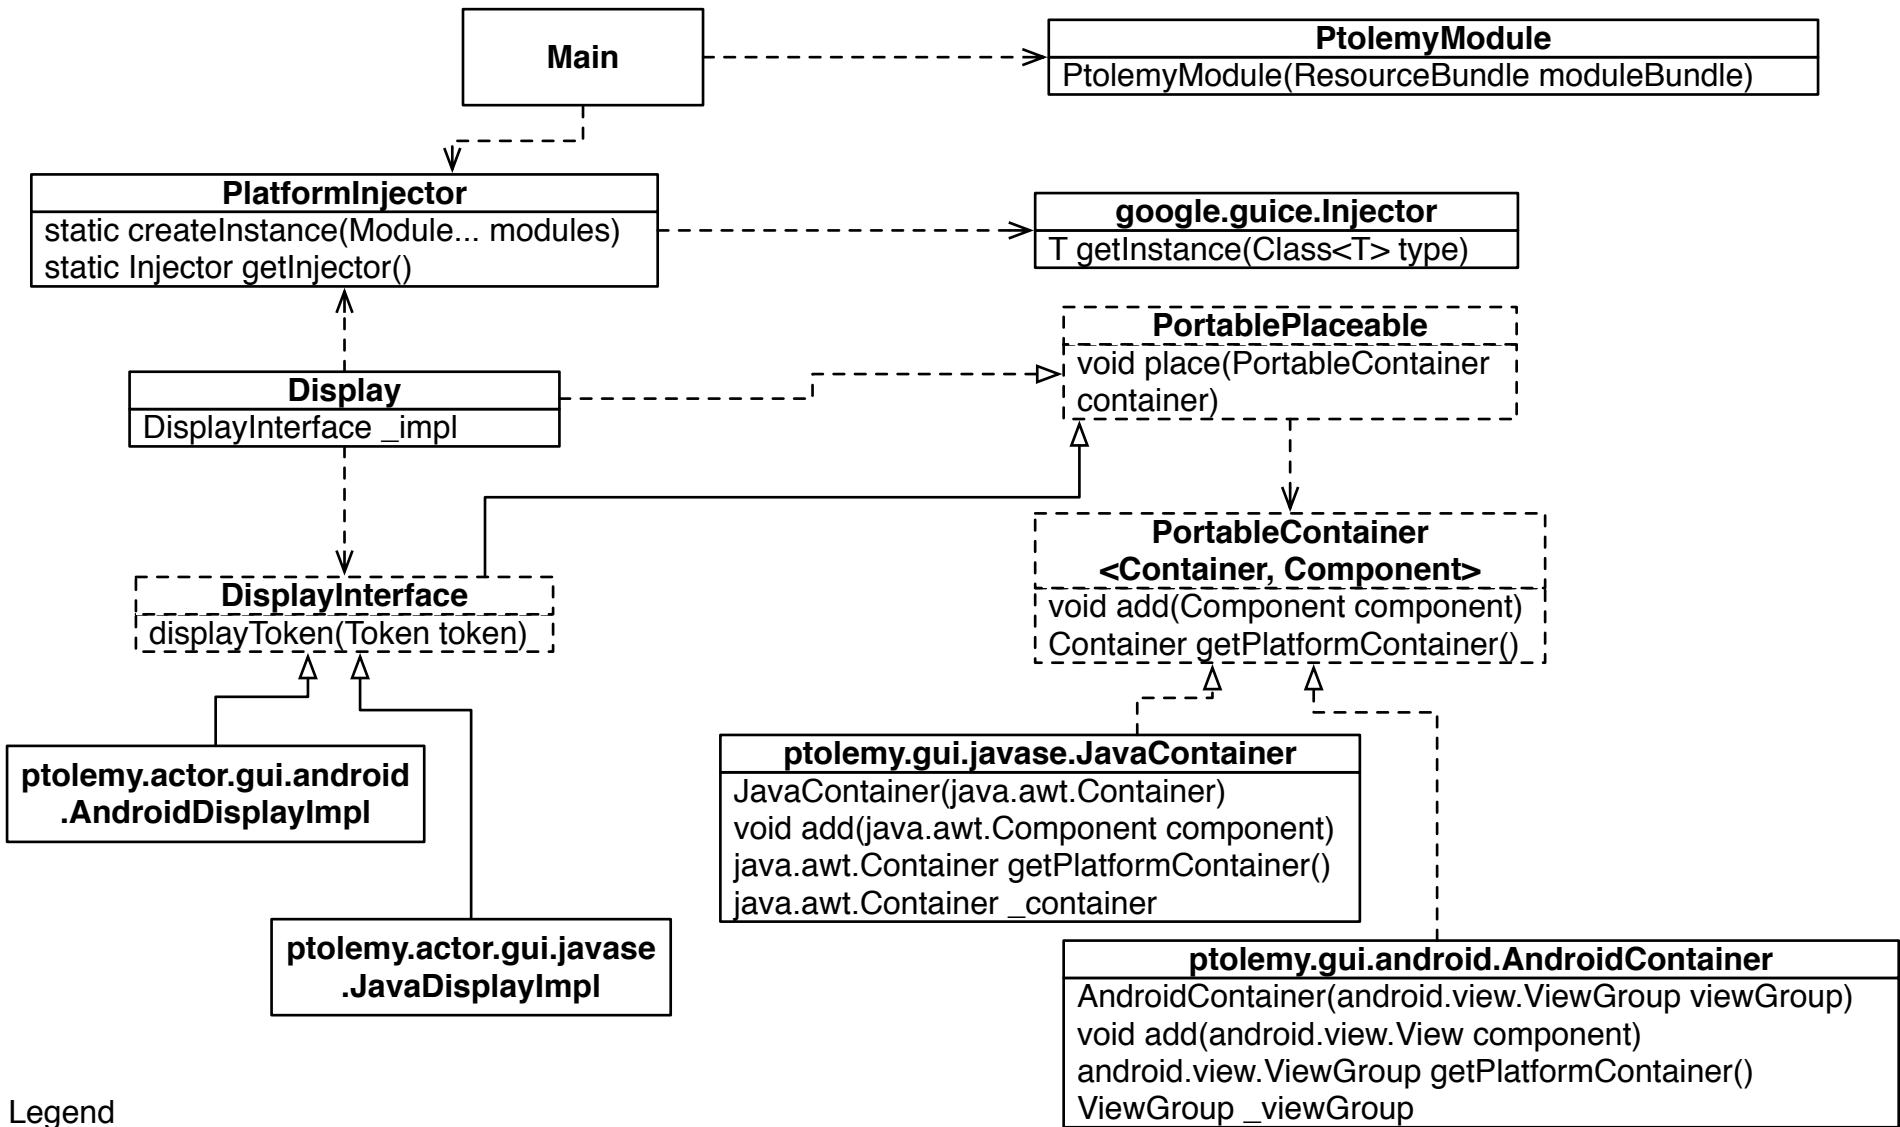 Main
PtolemyModule
PtolemyModule(ResourceBundle moduleBundle)
PlatformInjector
static createInstance(Module... modules)
static Injector getInjector()
google.guice.Injector
T getInstance(Class<T> type)
PortablePlaceable
void place(PortableContainer
container)
Display
DisplayInterface _impl
PortableContainer
<Container, Component>
void add(Component component)
Container getPlatformContainer()
DisplayInterface
displayToken(Token token)
ptolemy.actor.gui.android
.AndroidDisplayImpl
ptolemy.gui.javase.JavaContainer
JavaContainer(java.awt.Container)
void add(java.awt.Component component)
java.awt.Container getPlatformContainer()
java.awt.Container _container
ptolemy.actor.gui.javase
.JavaDisplayImpl
ptolemy.gui.android.AndroidContainer
AndroidContainer(android.view.ViewGroup viewGroup)
void add(android.view.View component)
android.view.ViewGroup getPlatformContainer()
ViewGroup _viewGroup
Legend